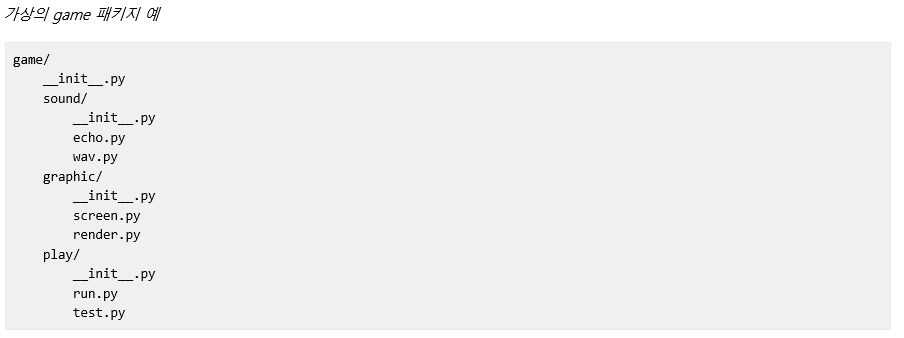 가상의 game 패키지 예
game/
    __init__.py
    sound/
        __init__.py
        echo.py
        wav.py
    graphic/
        __init__.py
        screen.py
        render.py
    play/
        __init__.py
        run.py
        test.py